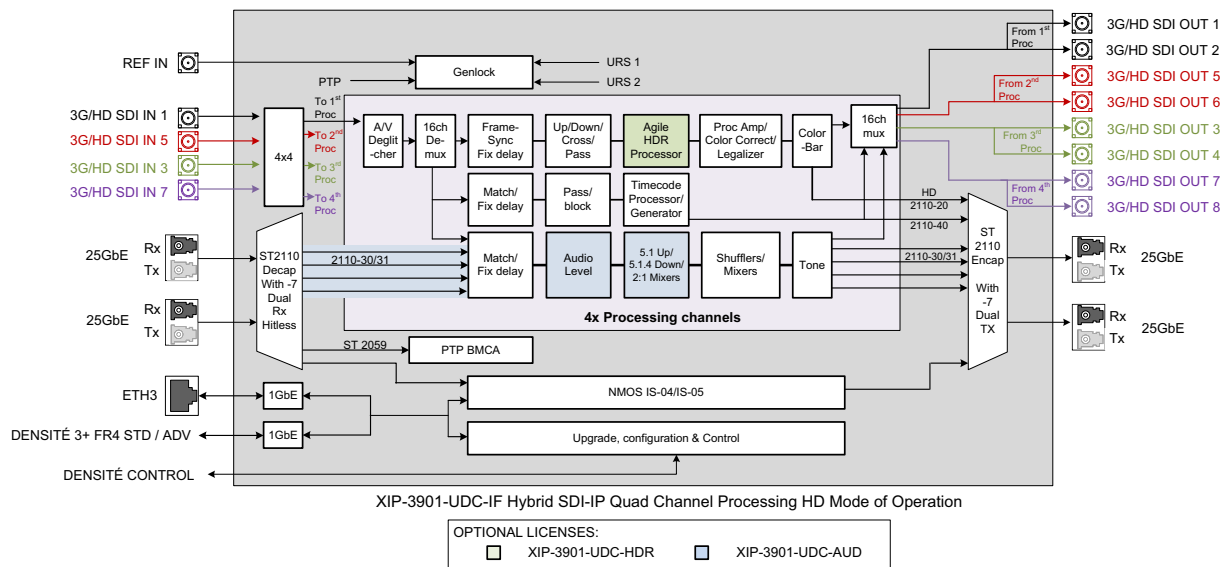 REF IN
PTP
Genlock
URS 1
URS 2
3G/HD SDI IN 1
3G/HD SDI IN 5
3G/HD SDI IN 3
3G/HD SDI IN 7
4x4
To 1st
Proc
To 2nd
Proc
To 3rd
Proc
To 4th
Proc
A/V
Deglit
-cher
16ch
De-
mux
Frame-
Sync
Fix delay
Up/Down/
Cross/
Pass
Agile
HDR
Processor
Proc Amp/
Color Correct/
Legalizer
Color
-Bar
16ch
mux
Match/
Fix delay
Pass/
block
Timecode
Processor/
Generator
HD
2110-20
2110-40
Match/
Fix delay
Audio
Level
5.1 Up/
5.1.4 Down/
2:1 Mixers
Shufflers/
Mixers
Tone
2110-30/31
2110-30/31
4x Processing channels
25GbE
Rx
Tx
25GbE
Rx
Tx
ST2110
Decap
With -7
Dual
Rx
Hitless
ST 2059
PTP BMCA
ETH3
1GbE
NMOS IS-04/IS-05
DENSITÉ 3+ FR4 STD / ADV
1GbE
Upgrade, configuration & Control
DENSITÉ CONTROL
ST
2110
Encap
With
-7
Dual
TX
From 1st
Proc
From 2nd
Proc
From 3rd
Proc
From 4th
Proc
3G/HD SDI OUT 1
3G/HD SDI OUT 2
3G/HD SDI OUT 5
3G/HD SDI OUT 6
3G/HD SDI OUT 3
3G/HD SDI OUT 4
3G/HD SDI OUT 7
3G/HD SDI OUT 8
Rx
Tx
25GbE
Rx
Tx
25GbE
XIP-3901-UDC-IF Hybrid SDI-IP Quad Channel Processing HD Mode of Operation
OPTIONAL LICENSES:
XIP-3901-UDC-HDR
XIP-3901-UDC-AUD